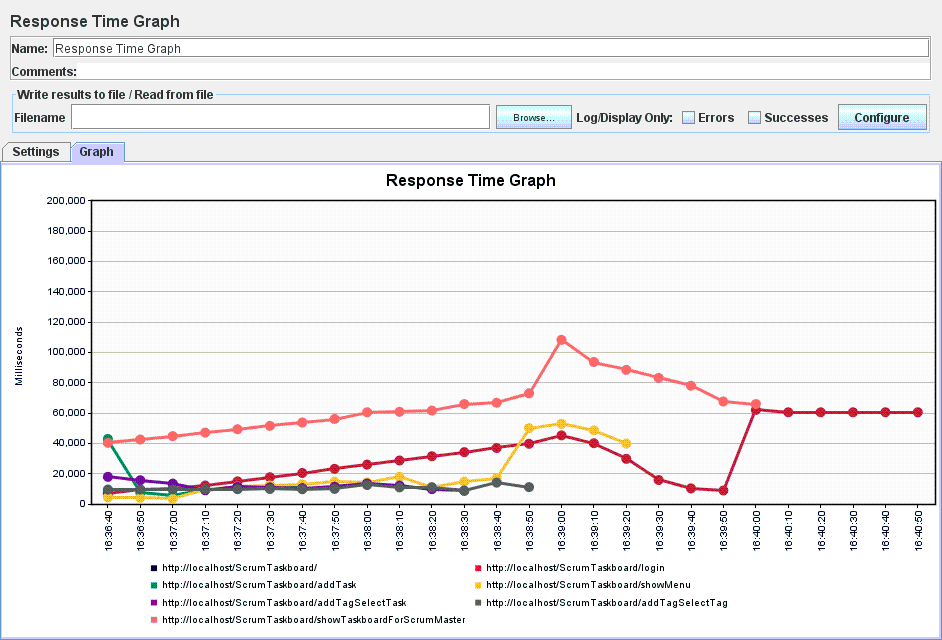 Response Time Graph
Name: Response Time Graph
Comments:
Write results to file / Read from file
Filename Browse... Log/Display Only: Errors Successes Configure
Settings Graph
Response Time Graph
200,000
180,000
160,000
140,000
120,000
100,000
80,000
60,000
40,000
20,000
0
Milliseconds
16:36:40 16:36:50 16:37:00 16:37:10 16:37:20 16:37:30 16:37:40 16:37:50 16:38:00 16:38:10 16:38:20 16:38:30 16:38:40 16:38:50 16:39:00 16:39:10 16:39:20 16:39:30 16:39:40 16:39:50 16:40:00 16:40:10 16:40:20 16:40:30 16:40:40 16:40:50
http://localhost/ScrumTaskboard/ http://localhost/ScrumTaskboard/login
http://localhost/ScrumTaskboard/addTask http://localhost/ScrumTaskboard/showMenu
http://localhost/ScrumTaskboard/addTagSelectTask http://localhost/ScrumTaskboard/addTagSelectTag
http://localhost/ScrumTaskboard/showTaskboardForScrumMaster